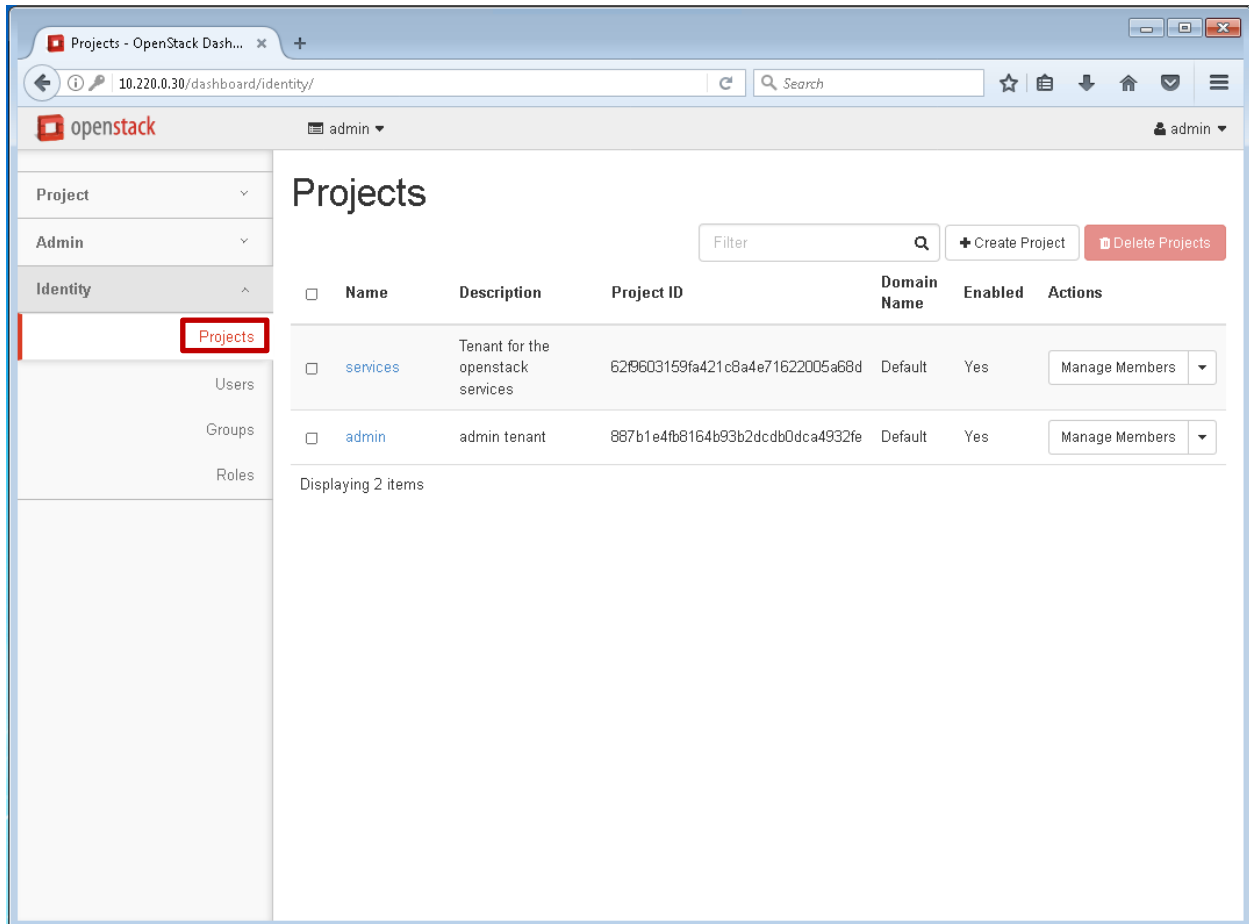 Projects - OpenStack Dash...
10.220.0.30/dashboard/identity/
Search
openstack
admin
admin
Project
Admin
Identity
Projects
Users
Groups
Roles
Projects
Filter
Create Project
Delete Projects
Name Description Project ID Domain Name Enabled Actions
services Tenant for the openstack services 62f9603159fa421c8a4e71622005a68d Default Yes Manage Members
admin admin tenant 887b1e4fb8164b93b2dcdb0dca4932fe Default Yes Manage Members
Displaying 2 items